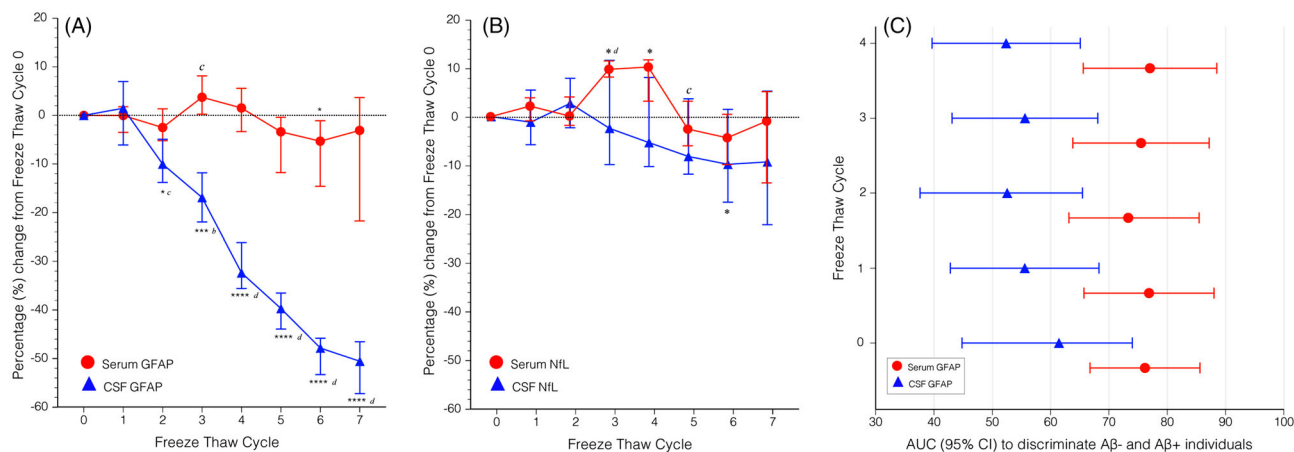 (A)
Percentage (%) change from Freeze Thaw Cycle 0
20
10
0
-10
-20
-30
-40
-50
-60
c
*
* c
*** b
**** d
**** d
**** d
**** d
Serum GFAP
CSF GFAP
0 1 2 3 4 5 6 7
Freeze Thaw Cycle
(B)
Percentage (%) change from Freeze Thaw Cycle 0
20
10
0
-10
-20
-30
-40
-50
-60
* d
*
c
*
Serum NfL
CSF NfL
0 1 2 3 4 5 6 7
Freeze Thaw Cycle
(C)
Freeze Thaw Cycle
4
3
2
1
0
Serum GFAP
CSF GFAP
30 40 50 60 70 80 90 100
AUC (95% CI) to discriminate Aβ- and Aβ+ individuals